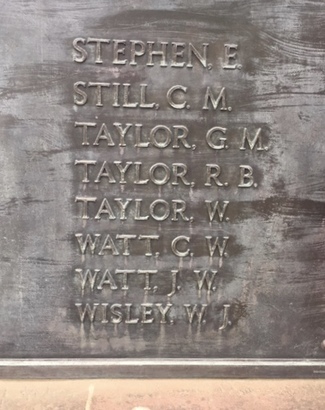 STEPHEN, E.
STILL, C. M.
TAYLOR, G. M.
TAYLOR, R. B.
TAYLOR, W.
WATT, C. W.
WATT, J. W.
WISLEY, W. J.